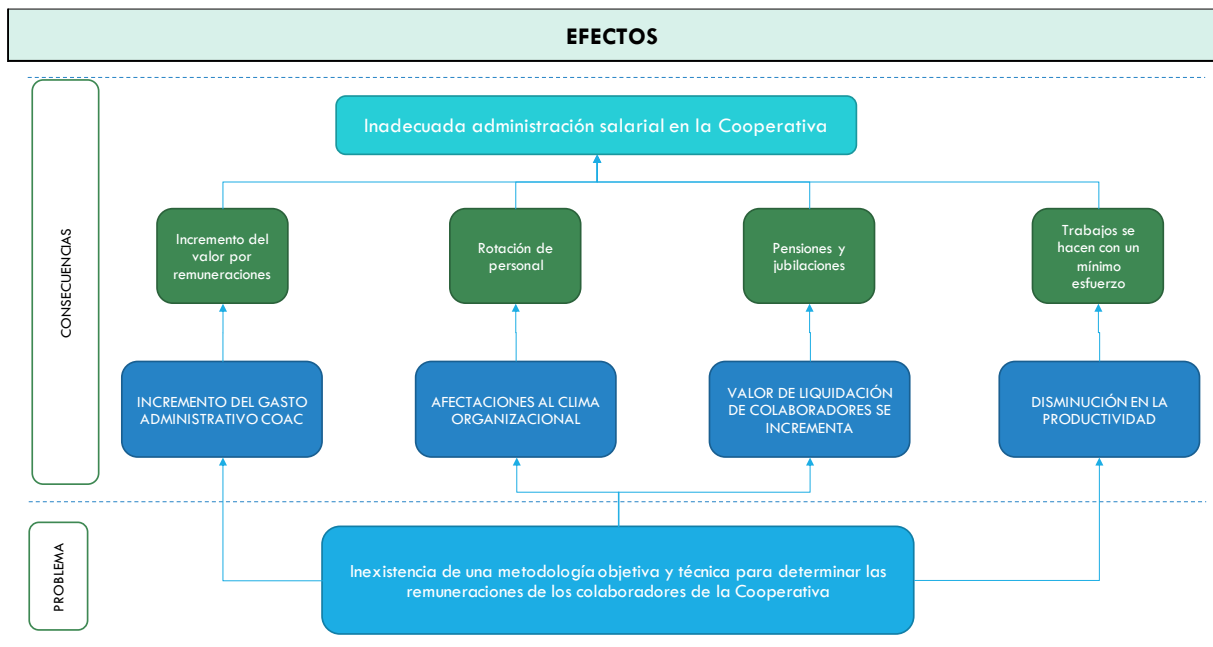 EFECTOS
CONSECUENCIAS
Inadecuada administración salarial en la Cooperativa
Incremento del
valor por
remuneraciones
Rotación de
personal
Pensiones y
jubilaciones
Trabajos se
hacen con un
mínimo
esfuerzo
INCREMENTO DEL GASTO
ADMINISTRATIVO COAC
AFECTACIONES AL CLIMA
ORGANIZACIONAL
VALOR DE LIQUIDACIÓN
DE COLABORADORES SE
INCREMENTA
DISMINUCIÓN EN LA
PRODUCTIVIDAD
PROBLEMA
Inexistencia de una metodología objetiva y técnica para determinar las
remuneraciones de los colaboradores de la Cooperativa